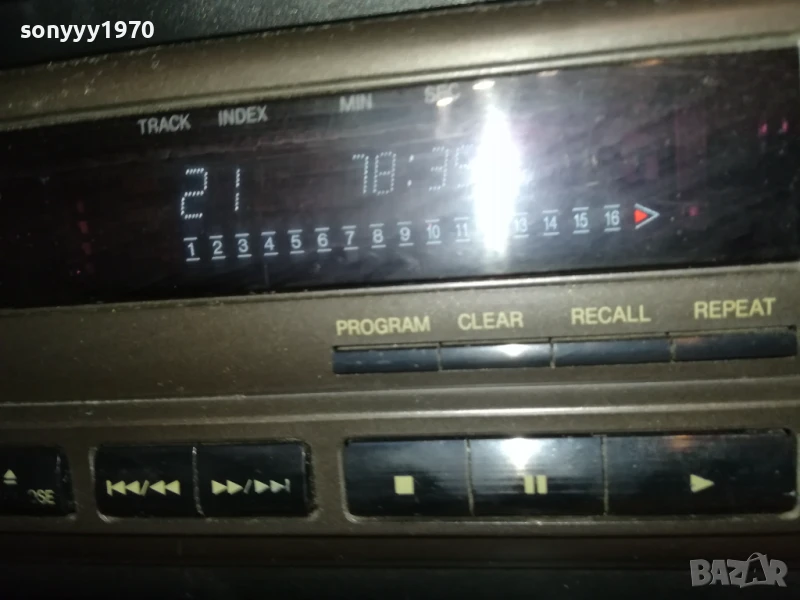 sonyyy1970
TRACK INDEX MIN SEC
21 78:35
1 2 3 4 5 6 7 8 9 10 11 13 14 15 16
PROGRAM CLEAR RECALL REPEAT
BAZAR